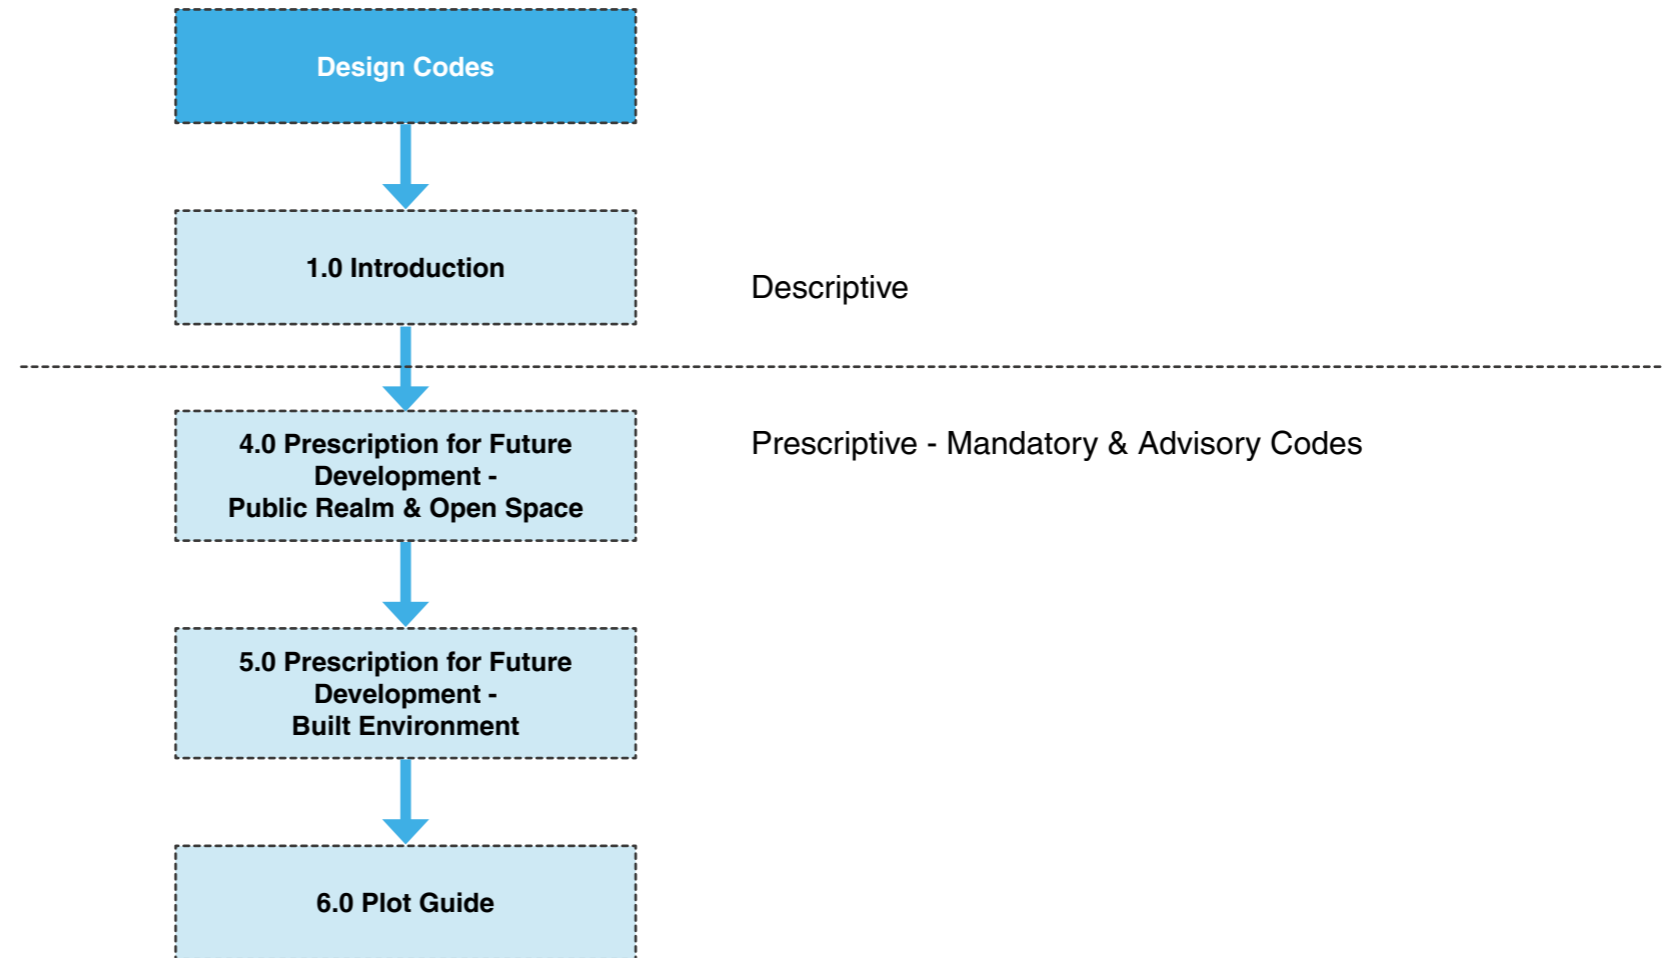 Design Codes
1.0 Introduction
Descriptive
4.0 Prescription for Future
Development -
Public Realm & Open Space
Prescriptive - Mandatory & Advisory Codes
5.0 Prescription for Future
Development -
Built Environment
6.0 Plot Guide